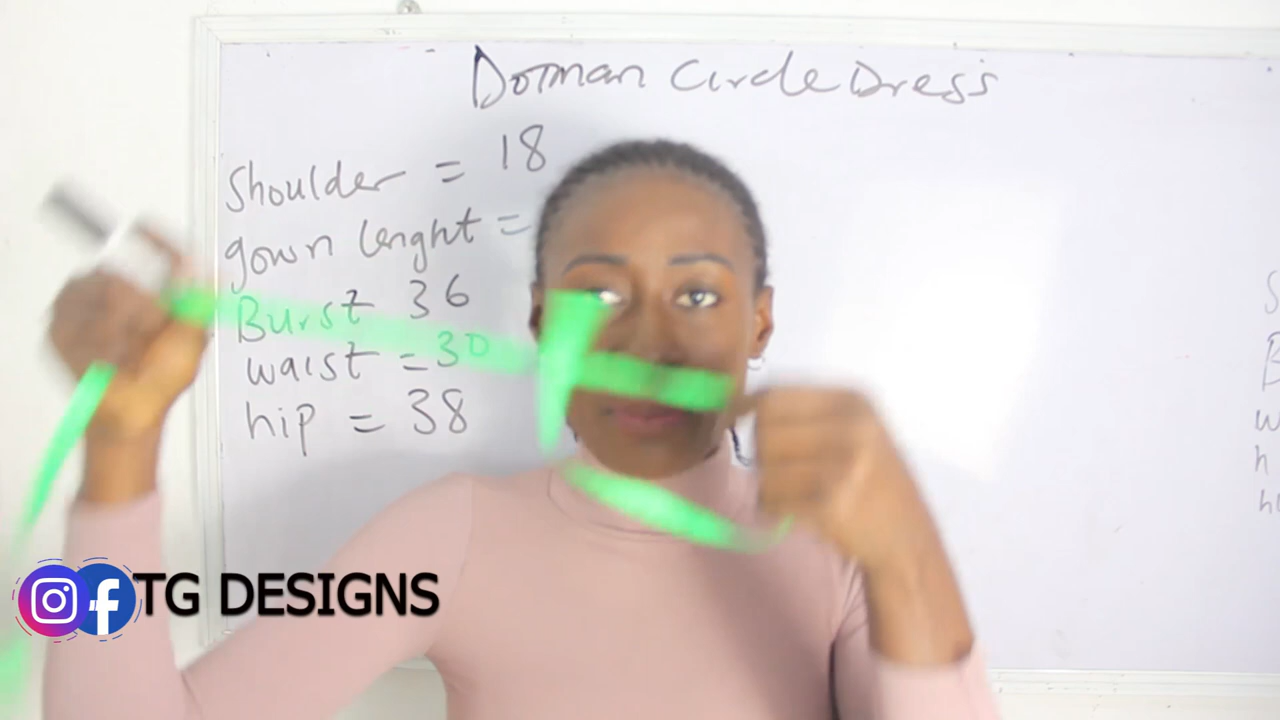 Dorman Circle Dress
Shoulder = 18
gown lenght =
Burst 36
waist = 30
hip = 38
TG DESIGNS
S
B
w
h